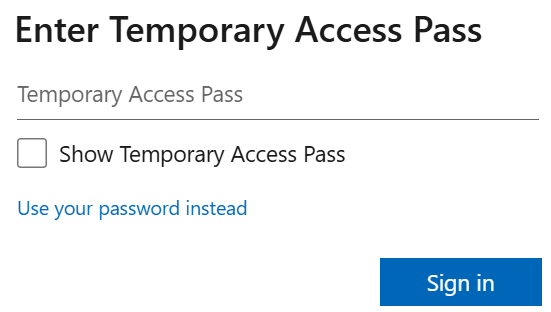 Enter Temporary Access Pass
Temporary Access Pass
Show Temporary Access Pass
Use your password instead
Sign in